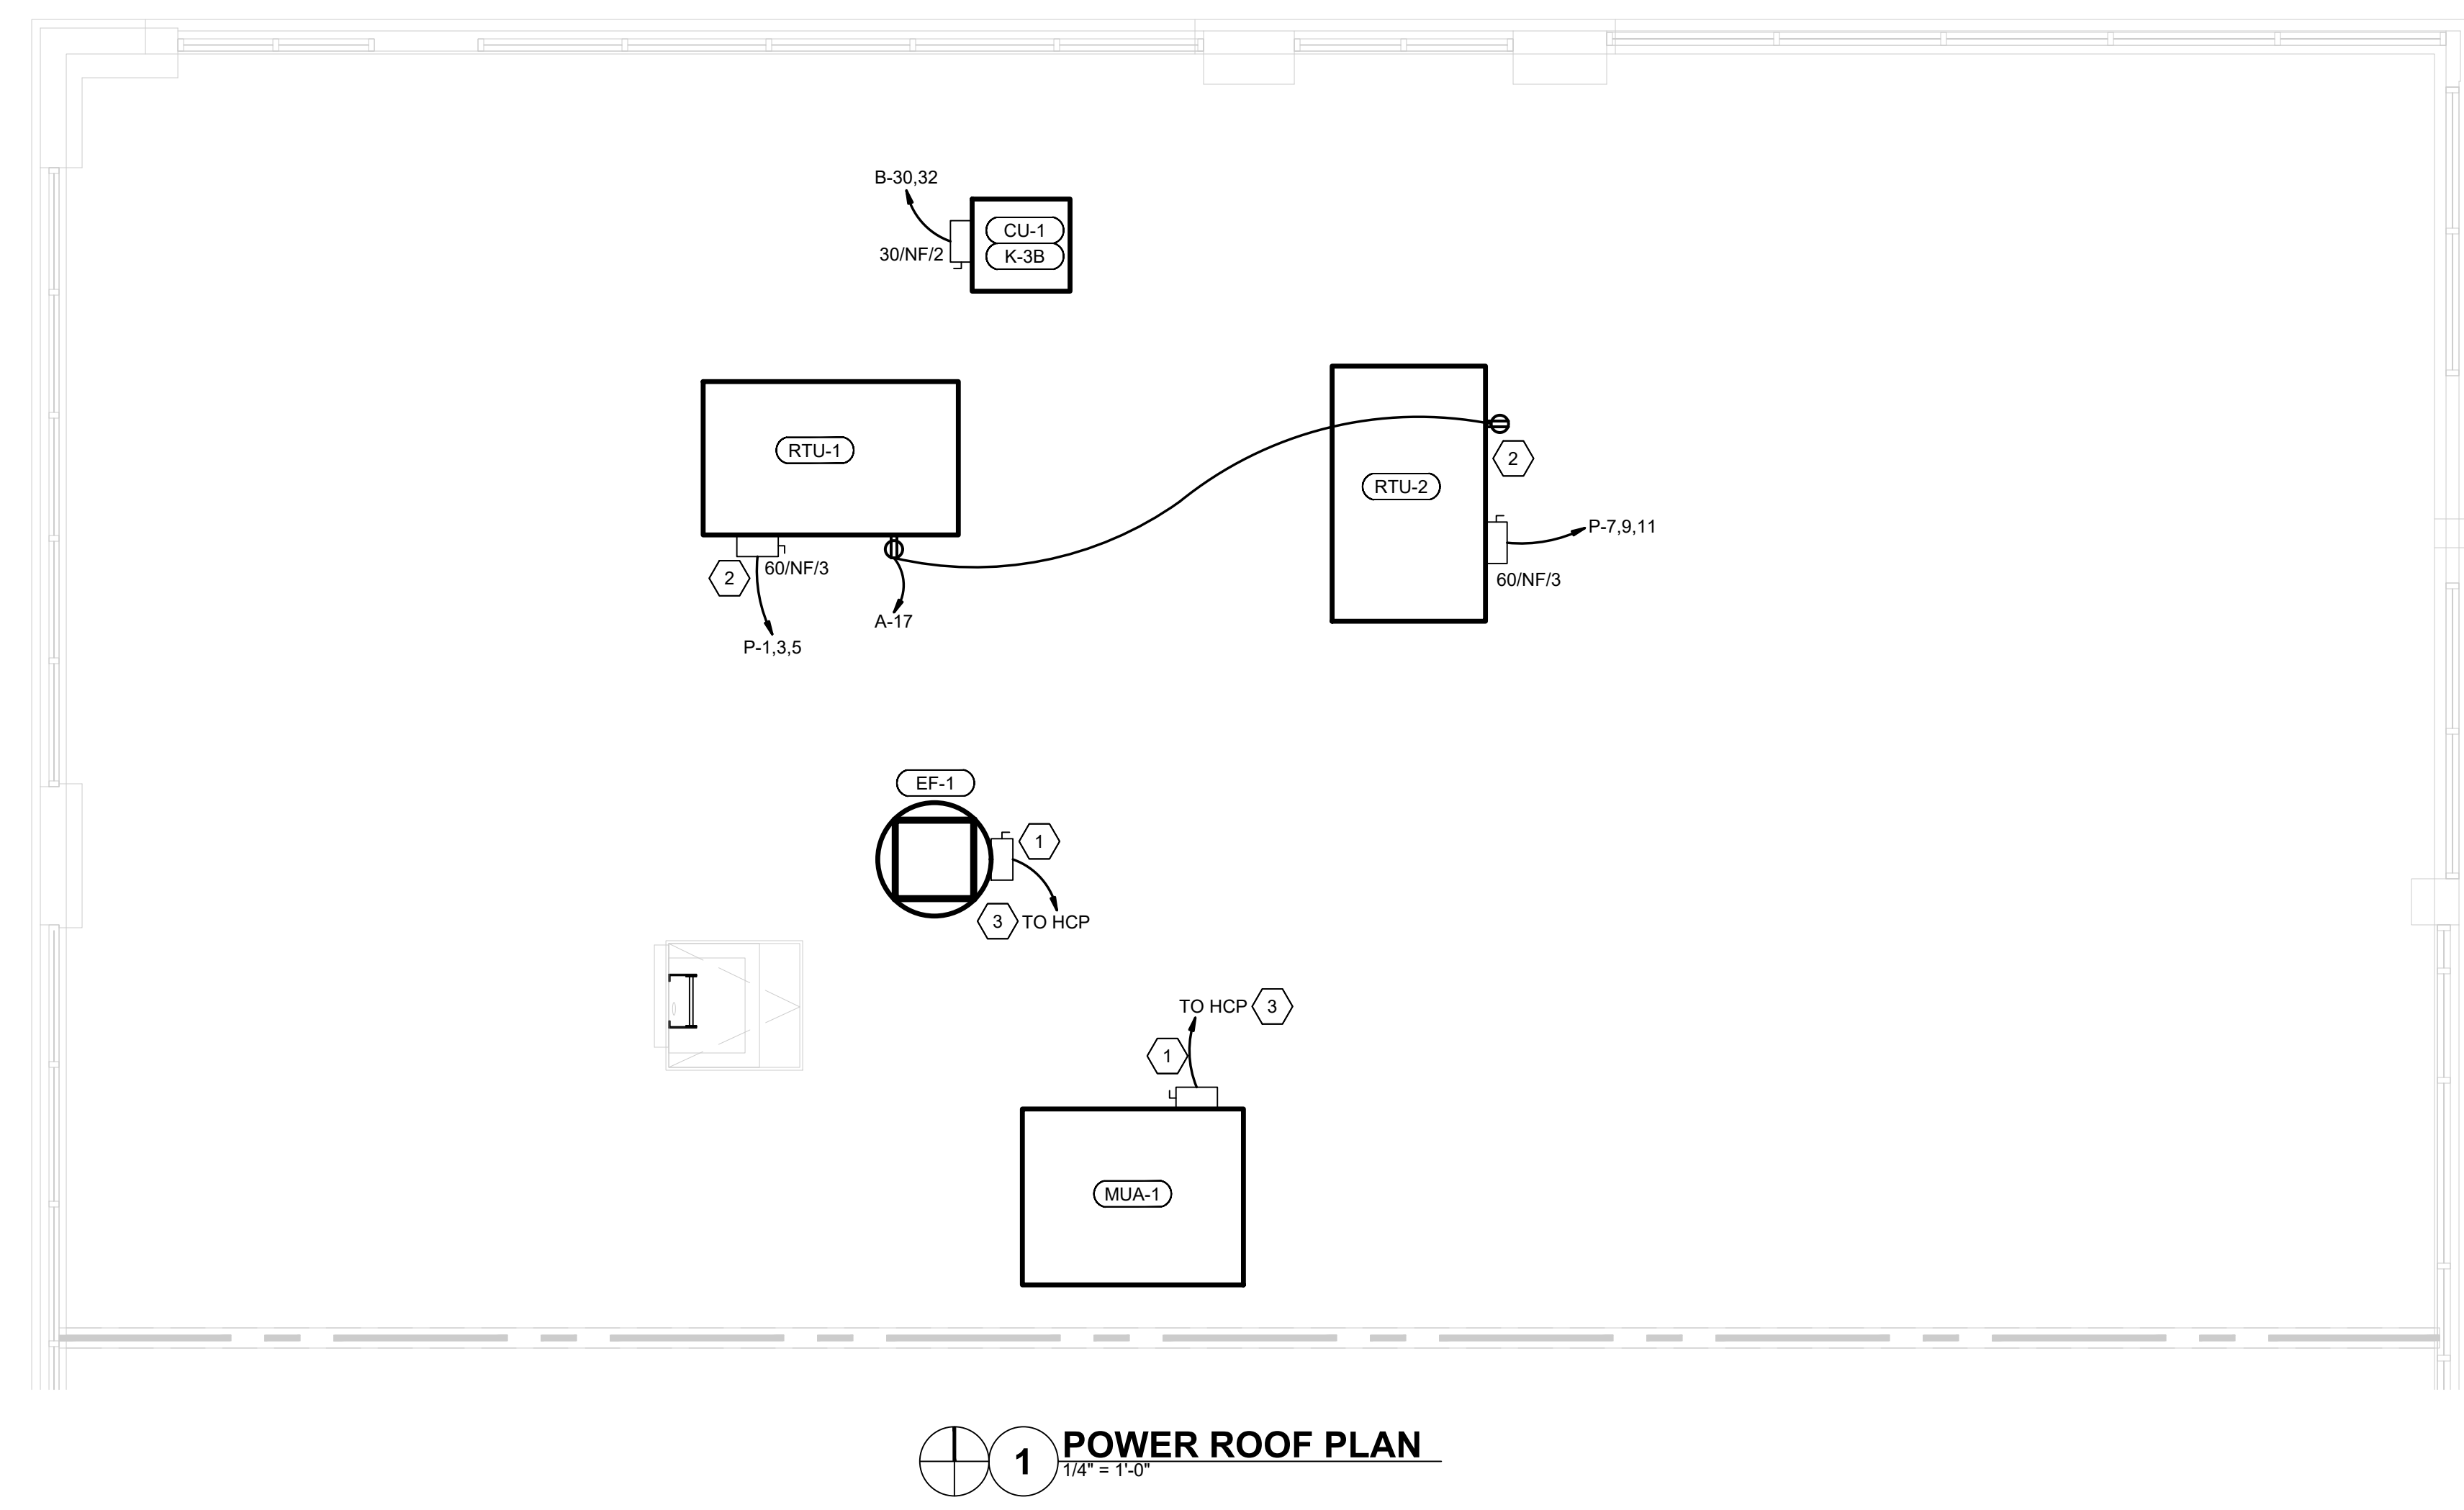 B-30,32
CU-1
30/NF/2
K-3B
RTU-1
2
RTU-2
P-7,9,11
2
60/NF/3
60/NF/3
A-17
P-1,3,5
EF-1
1
3
TO HCP
TO HCP
3
1
MUA-1
1
POWER ROOF PLAN
1/4" = 1'-0"